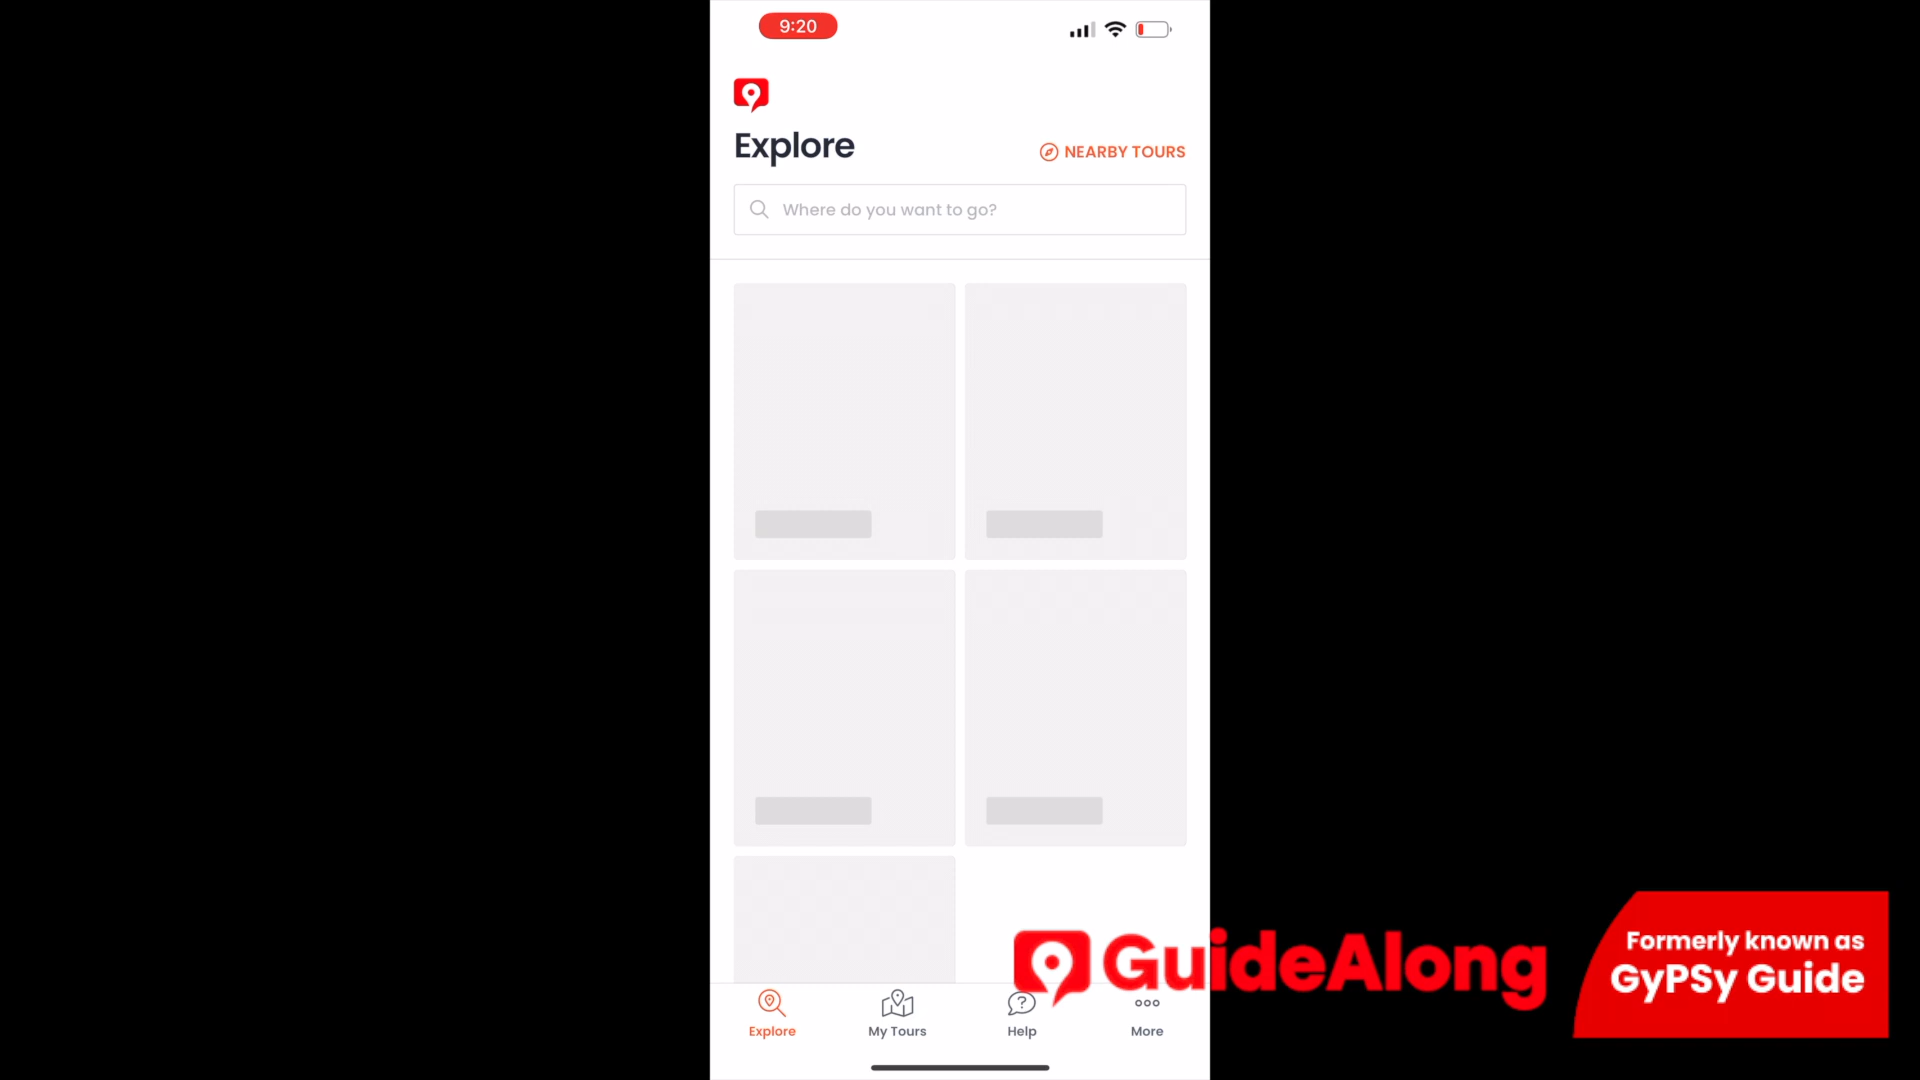 9:20
Explore
NEARBY TOURS
Where do you want to go?
GuideAlong
Formerly known as
GyPSy Guide
Explore
My Tours
Help
More